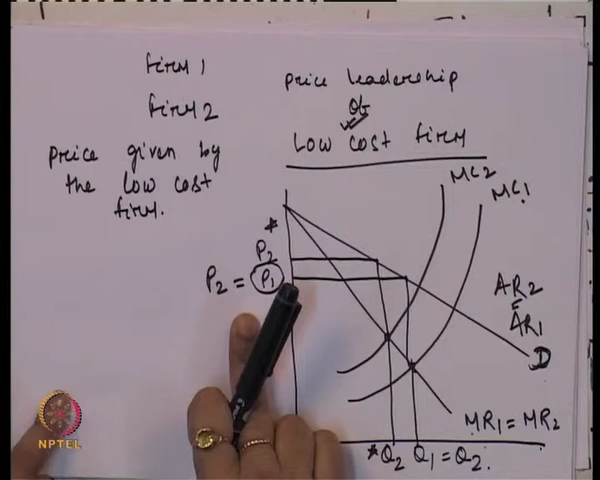 Firm 1
Firm 2
price given by
the low cost
firm.
price leadership
of
Low cost firm
MC2
MC1
P2
P2 = P1
AR2
=
AR1
D
MR1 = MR2
*Q2 Q1 = Q2.
NPTEL